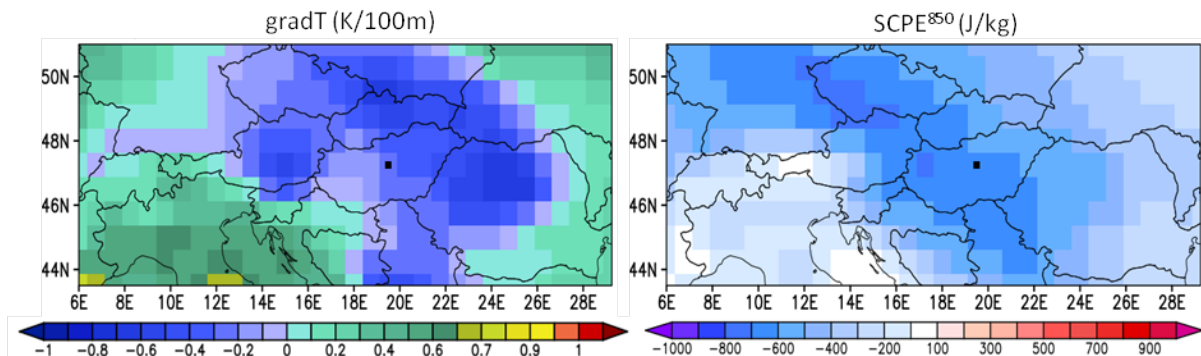 gradT (K/100m)
50N
48N
46N
44N
6E 8E 10E 12E 14E 16E 18E 20E 22E 24E 26E 28E
−1 −0.8 −0.6 −0.4 −0.2 0 0.2 0.4 0.6 0.7 0.9 1
SCPE⁸⁵⁰ (J/kg)
50N
48N
46N
44N
6E 8E 10E 12E 14E 16E 18E 20E 22E 24E 26E 28E
−1000 −800 −600 −400 −200 100 300 500 700 900